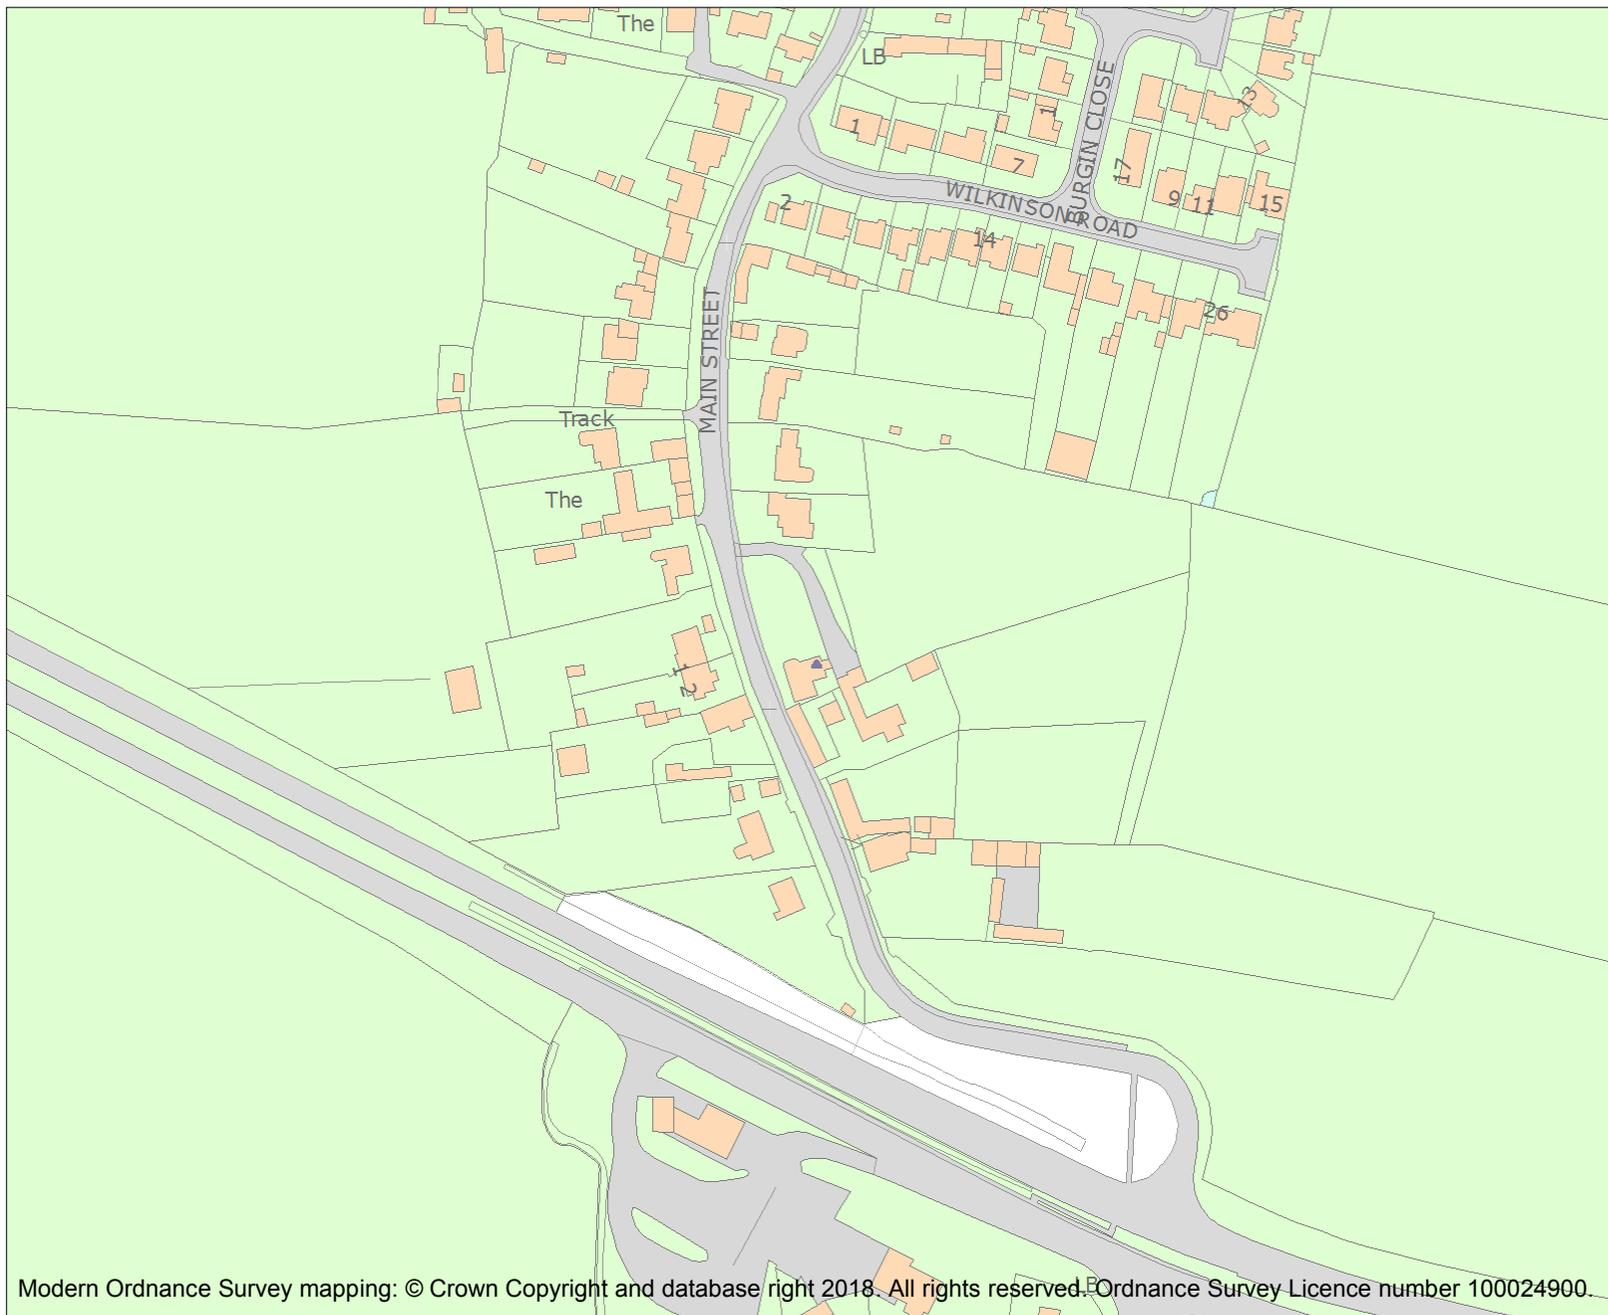 The
LB
BURGIN CLOSE
13
1
1
7
17
9
11
15
WILKINSON ROAD
2
14
26
MAIN STREET
Track
The
1
2
LB
Modern Ordnance Survey mapping: © Crown Copyright and database right 2018. All rights reserved. Ordnance Survey Licence number 100024900.